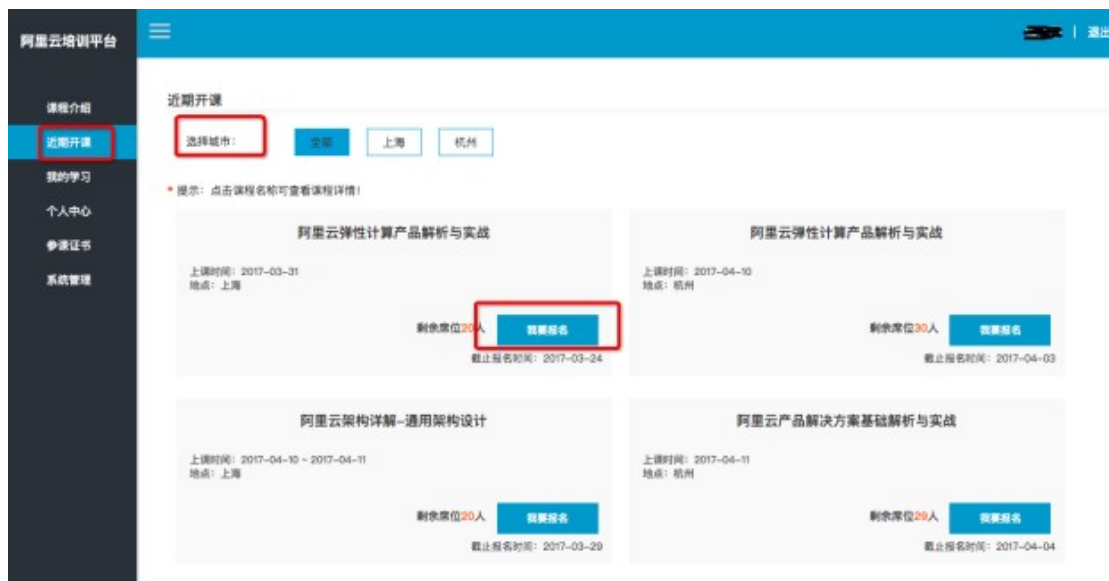 阿里云培训平台
| 退出
课程介绍
近期开课
我的学习
个人中心
参课证书
系统管理
近期开课
选择城市: 全部 上海 杭州
* 提示: 点击课程名称可查看课程详情!
阿里云弹性计算产品解析与实战
上课时间: 2017-03-31
地点: 上海
剩余席位20人 我要报名
截止报名时间: 2017-03-24
阿里云弹性计算产品解析与实战
上课时间: 2017-04-10
地点: 杭州
剩余席位30人 我要报名
截止报名时间: 2017-04-03
阿里云架构详解-通用架构设计
上课时间: 2017-04-10 ~ 2017-04-11
地点: 上海
剩余席位20人 我要报名
截止报名时间: 2017-03-29
阿里云产品解决方案基础解析与实战
上课时间: 2017-04-11
地点: 杭州
剩余席位29人 我要报名
截止报名时间: 2017-04-04